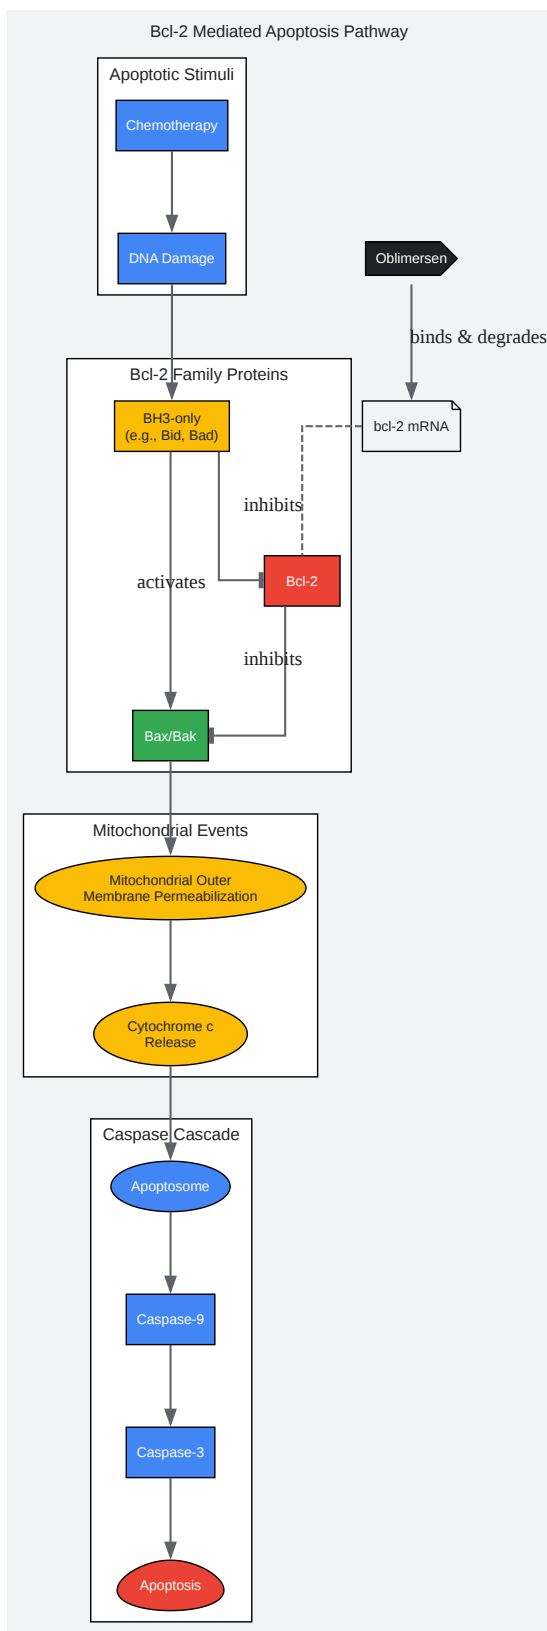 Bcl-2 Mediated Apoptosis Pathway
Apoptotic Stimuli
Chemotherapy
DNA Damage
Oblimersen
binds & degrades
Bcl-2 Family Proteins
BH3-only
(e.g., Bid, Bad)
bcl-2 mRNA
inhibits
activates
Bcl-2
inhibits
Bax/Bak
Mitochondrial Events
Mitochondrial Outer
Membrane Permeabilization
Cytochrome c
Release
Caspase Cascade
Apoptosome
Caspase-9
Caspase-3
Apoptosis